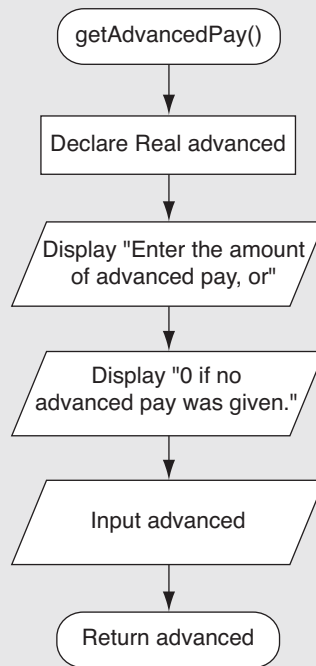 getAdvancedPay()
Declare Real advanced
Display "Enter the amount
of advanced pay, or"
Display "0 if no
advanced pay was given."
Input advanced
Return advanced